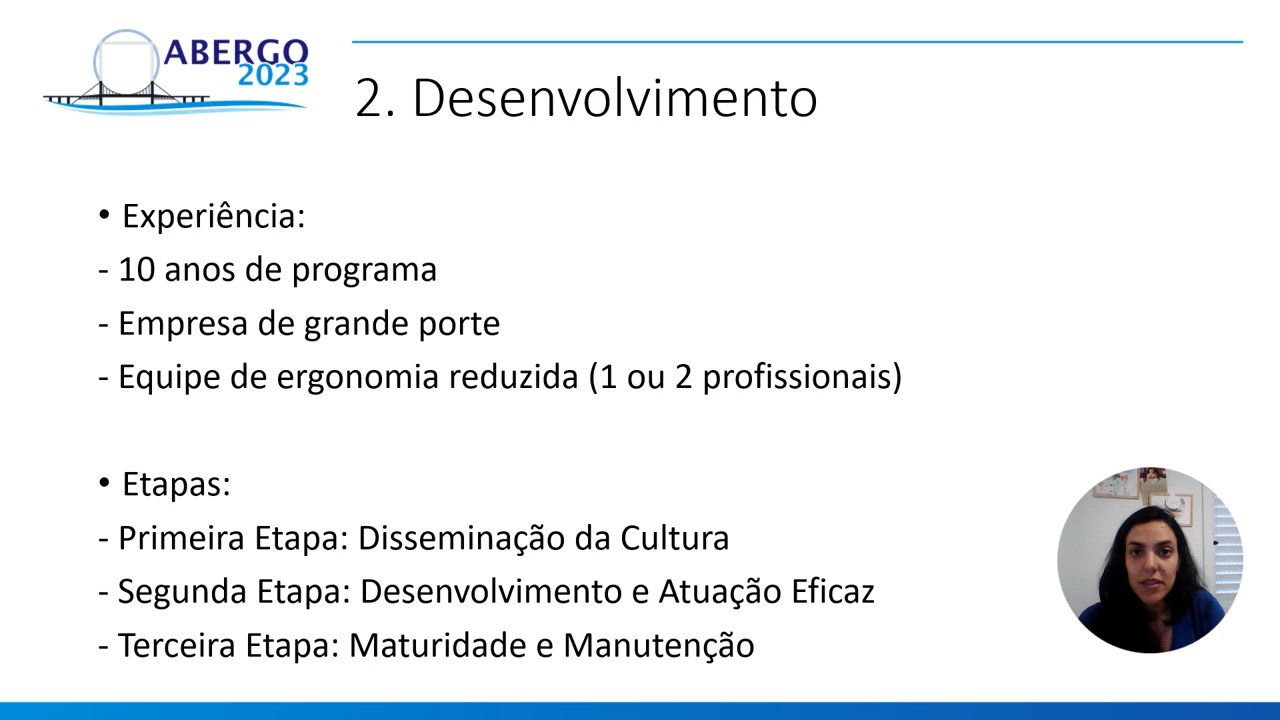 ABERGO
2023
2. Desenvolvimento
• Experiência:
- 10 anos de programa
- Empresa de grande porte
- Equipe de ergonomia reduzida (1 ou 2 profissionais)
• Etapas:
- Primeira Etapa: Disseminação da Cultura
- Segunda Etapa: Desenvolvimento e Atuação Eficaz
- Terceira Etapa: Maturidade e Manutenção